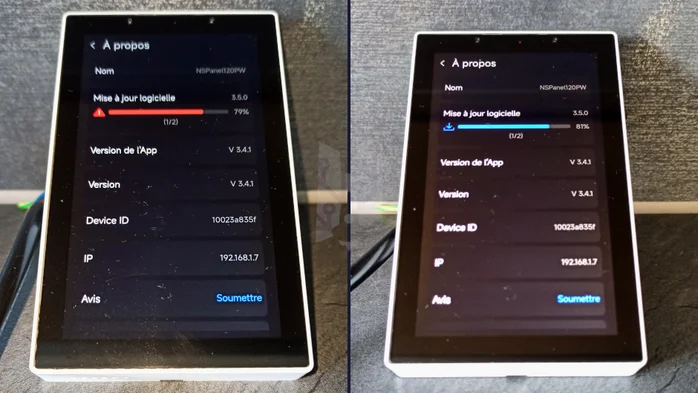 À propos
Nom NSPanel120PW
Mise à jour logicielle 3.5.0
79%
(1/2)
Version de l'App V 3.4.1
Version V 3.4.1
Device ID 10023a835f
IP 192.168.1.7
Avis Soumettre
À propos
Nom NSPanel120PW
Mise à jour logicielle 3.5.0
81%
(1/2)
Version de l'App V 3.4.1
Version V 3.4.1
Device ID 10023a835f
IP 192.168.1.7
Avis Soumettre